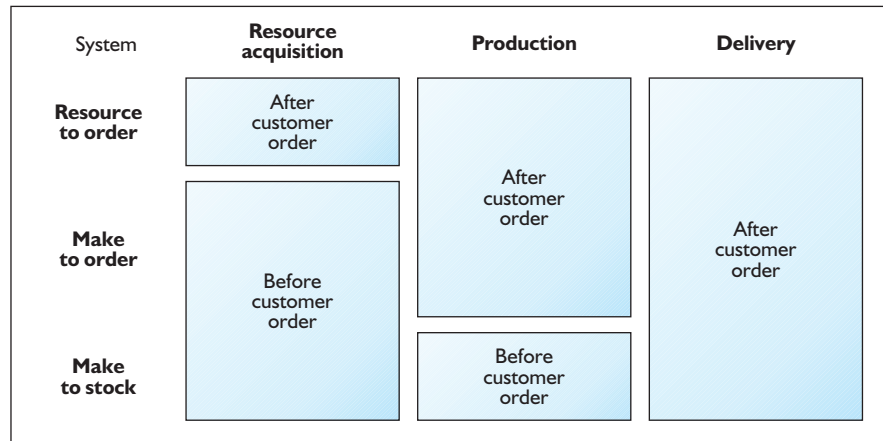 System
Resource
acquisition
Production
Delivery
Resource
to order
After
customer
order
After
customer
order
After
customer
order
Make
to order
Before
customer
order
Make
to stock
Before
customer
order